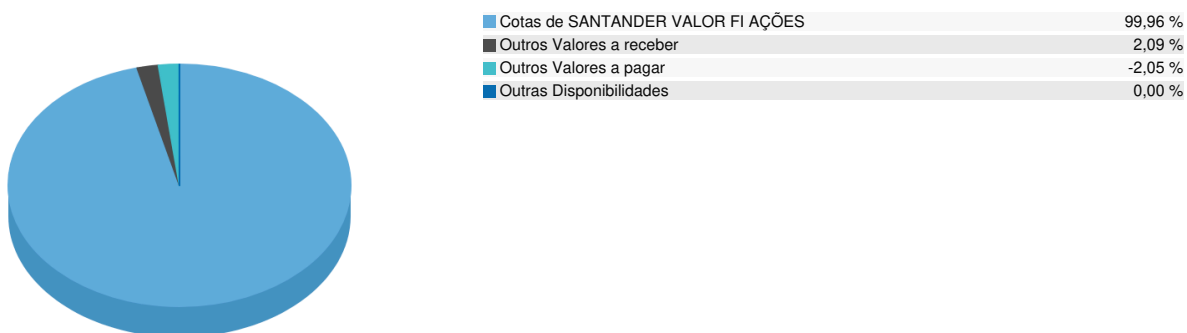 Cotas de SANTANDER VALOR FI AÇÕES 99,96 %
Outros Valores a receber 2,09 %
Outros Valores a pagar -2,05 %
Outras Disponibilidades 0,00 %